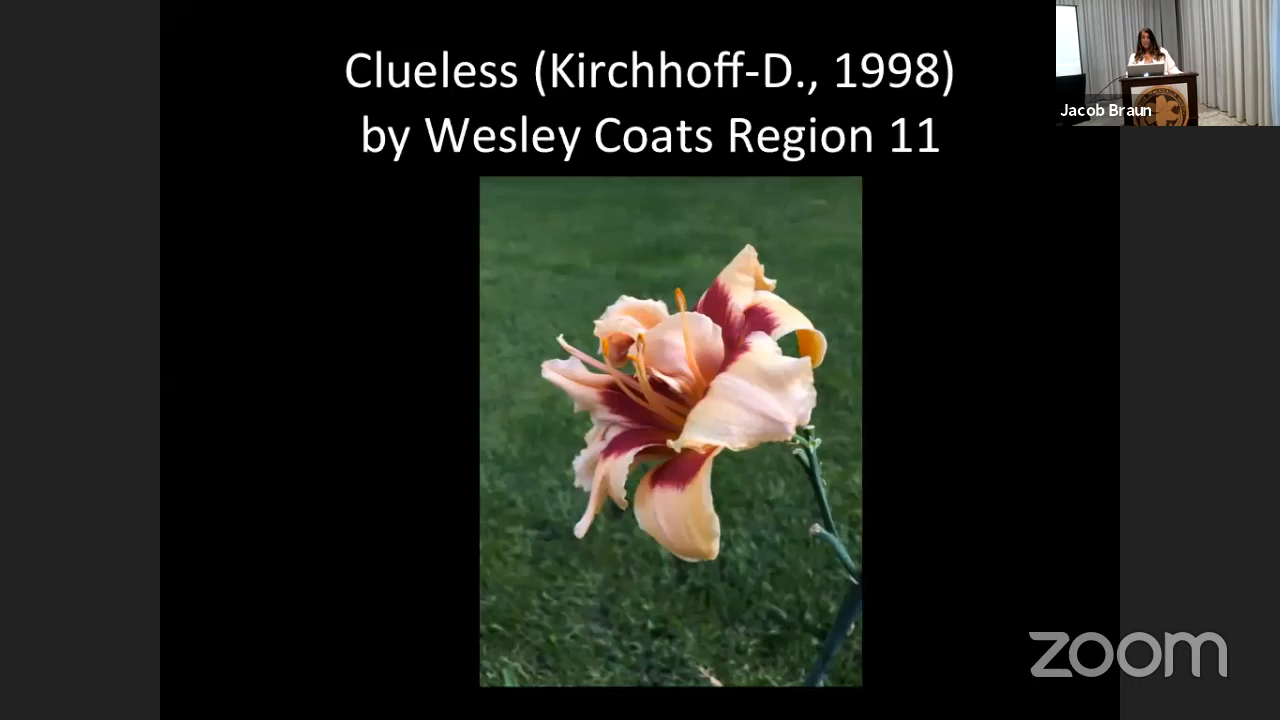 Clueless (Kirchhoff-D., 1998)
by Wesley Coats Region 11
Jacob Braun
zoom